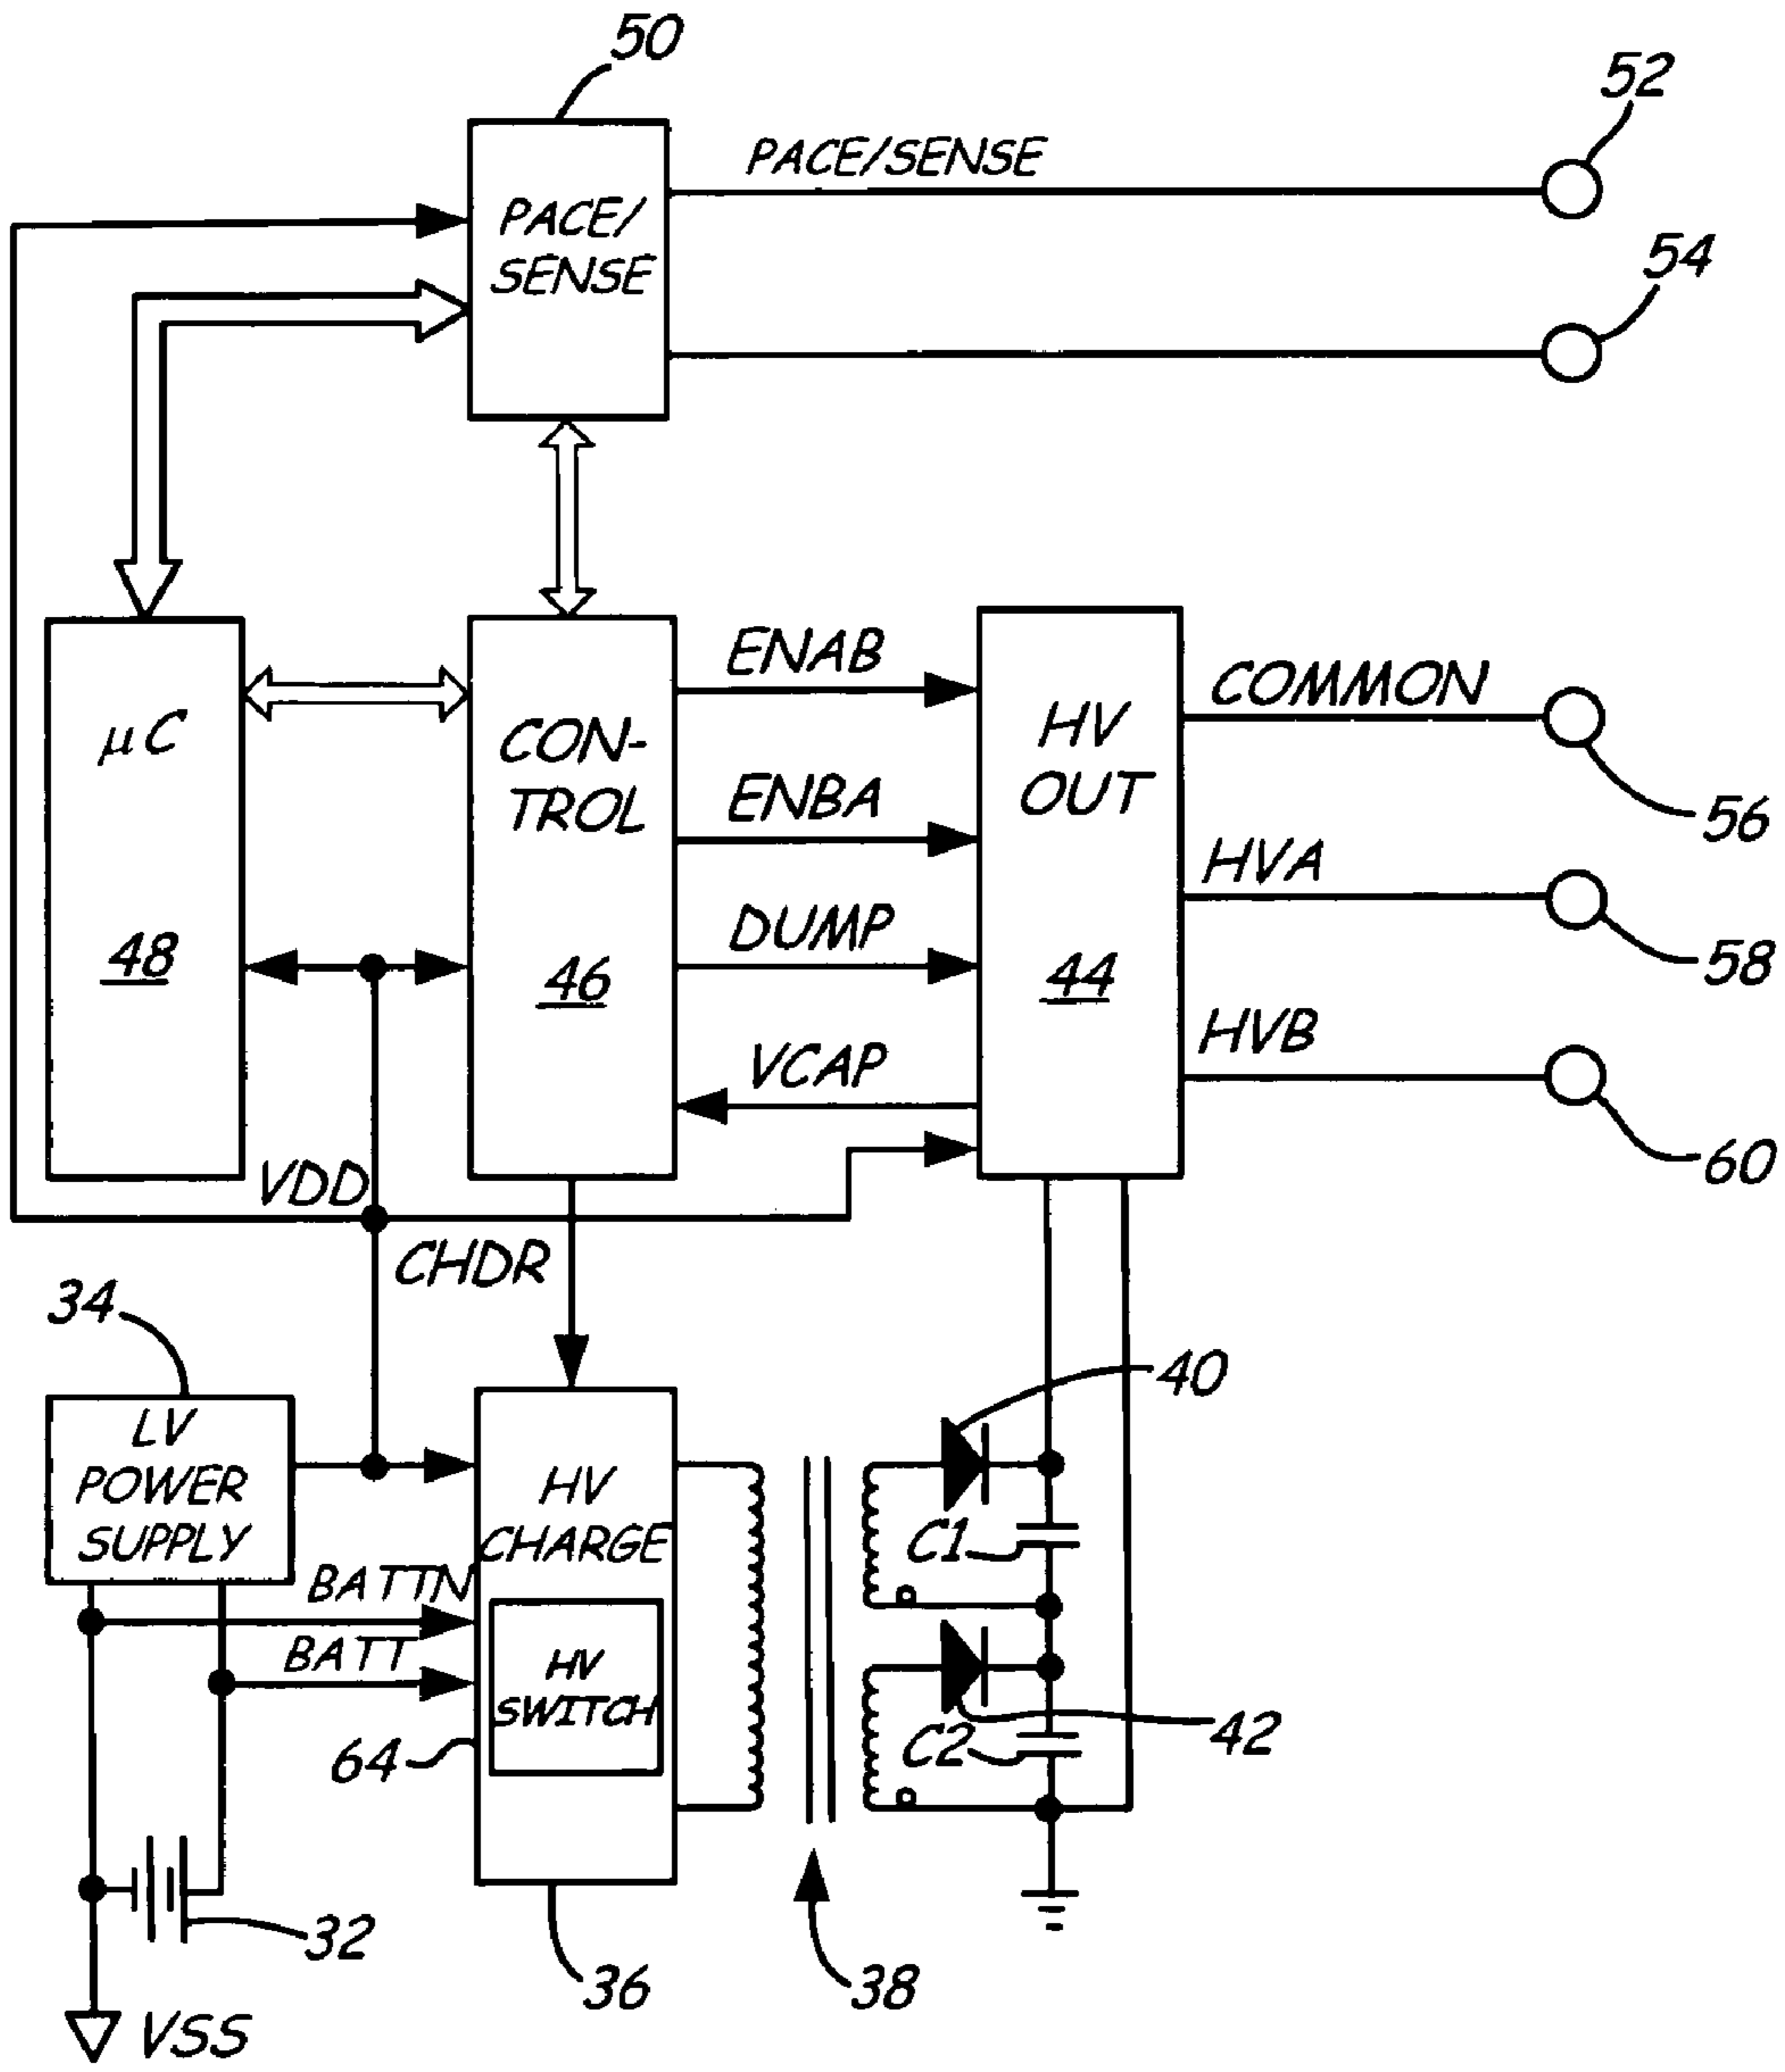 50
52
PACE/SENSE
PACE/
SENSE
54
ENAB
COMMON
μC
CON-
TROL
HV
OUT
ENBA
56
HVA
DUMP
48
46
44
58
HVB
VCAP
60
VDD
CHDR
34
40
LV
POWER
SUPPLY
HV
CHARGE
C1
BATTN
BATT
HV
SWITCH
64
C2
42
32
36
38
VSS